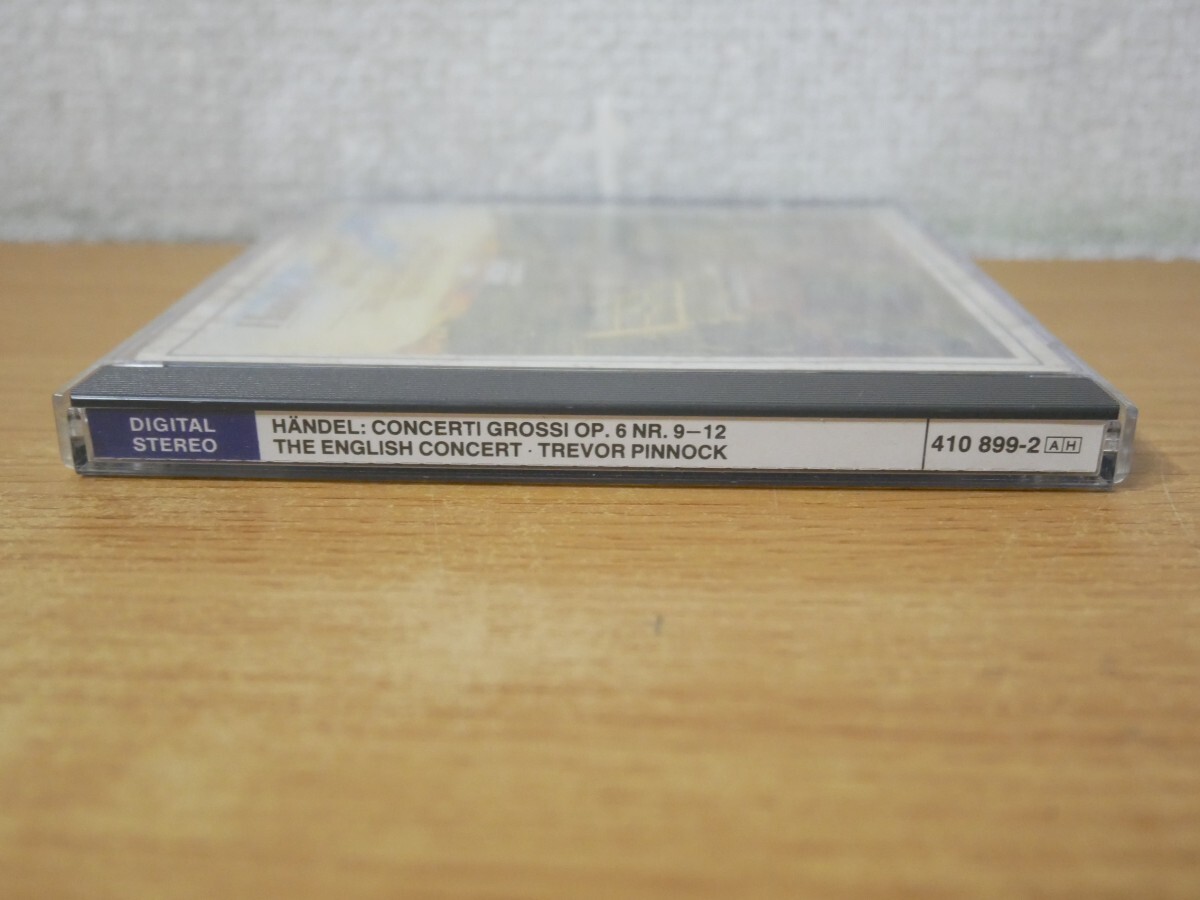 DIGITAL
STEREO
HÄNDEL: CONCERTI GROSSI OP. 6 NR. 9–12
THE ENGLISH CONCERT · TREVOR PINNOCK
410 899-2 AH